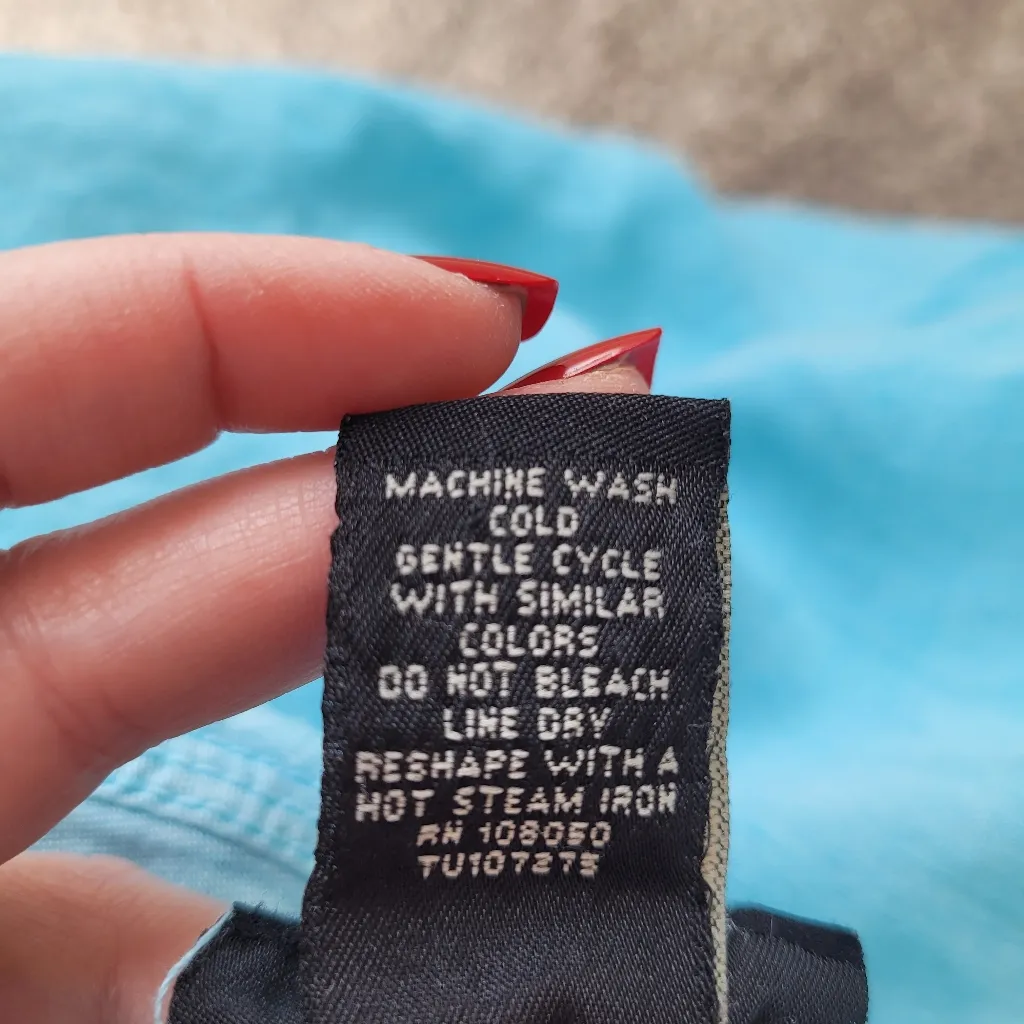 MACHINE WASH
COLD
GENTLE CYCLE
WITH SIMILAR
COLORS
DO NOT BLEACH
LINE DRY
RESHAPE WITH A
HOT STEAM IRON
RN 108050
TU107275